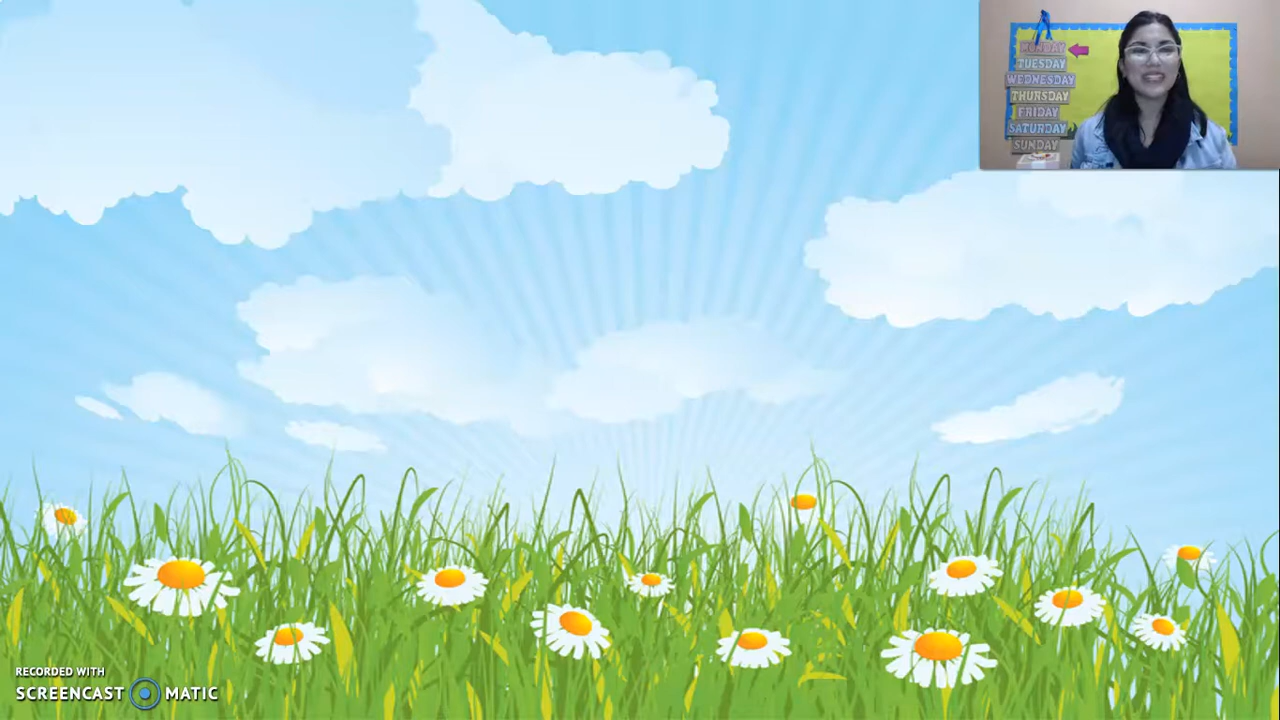 MONDAY
TUESDAY
WEDNESDAY
THURSDAY
FRIDAY
SATURDAY
SUNDAY
RECORDED WITH
SCREENCAST MATIC